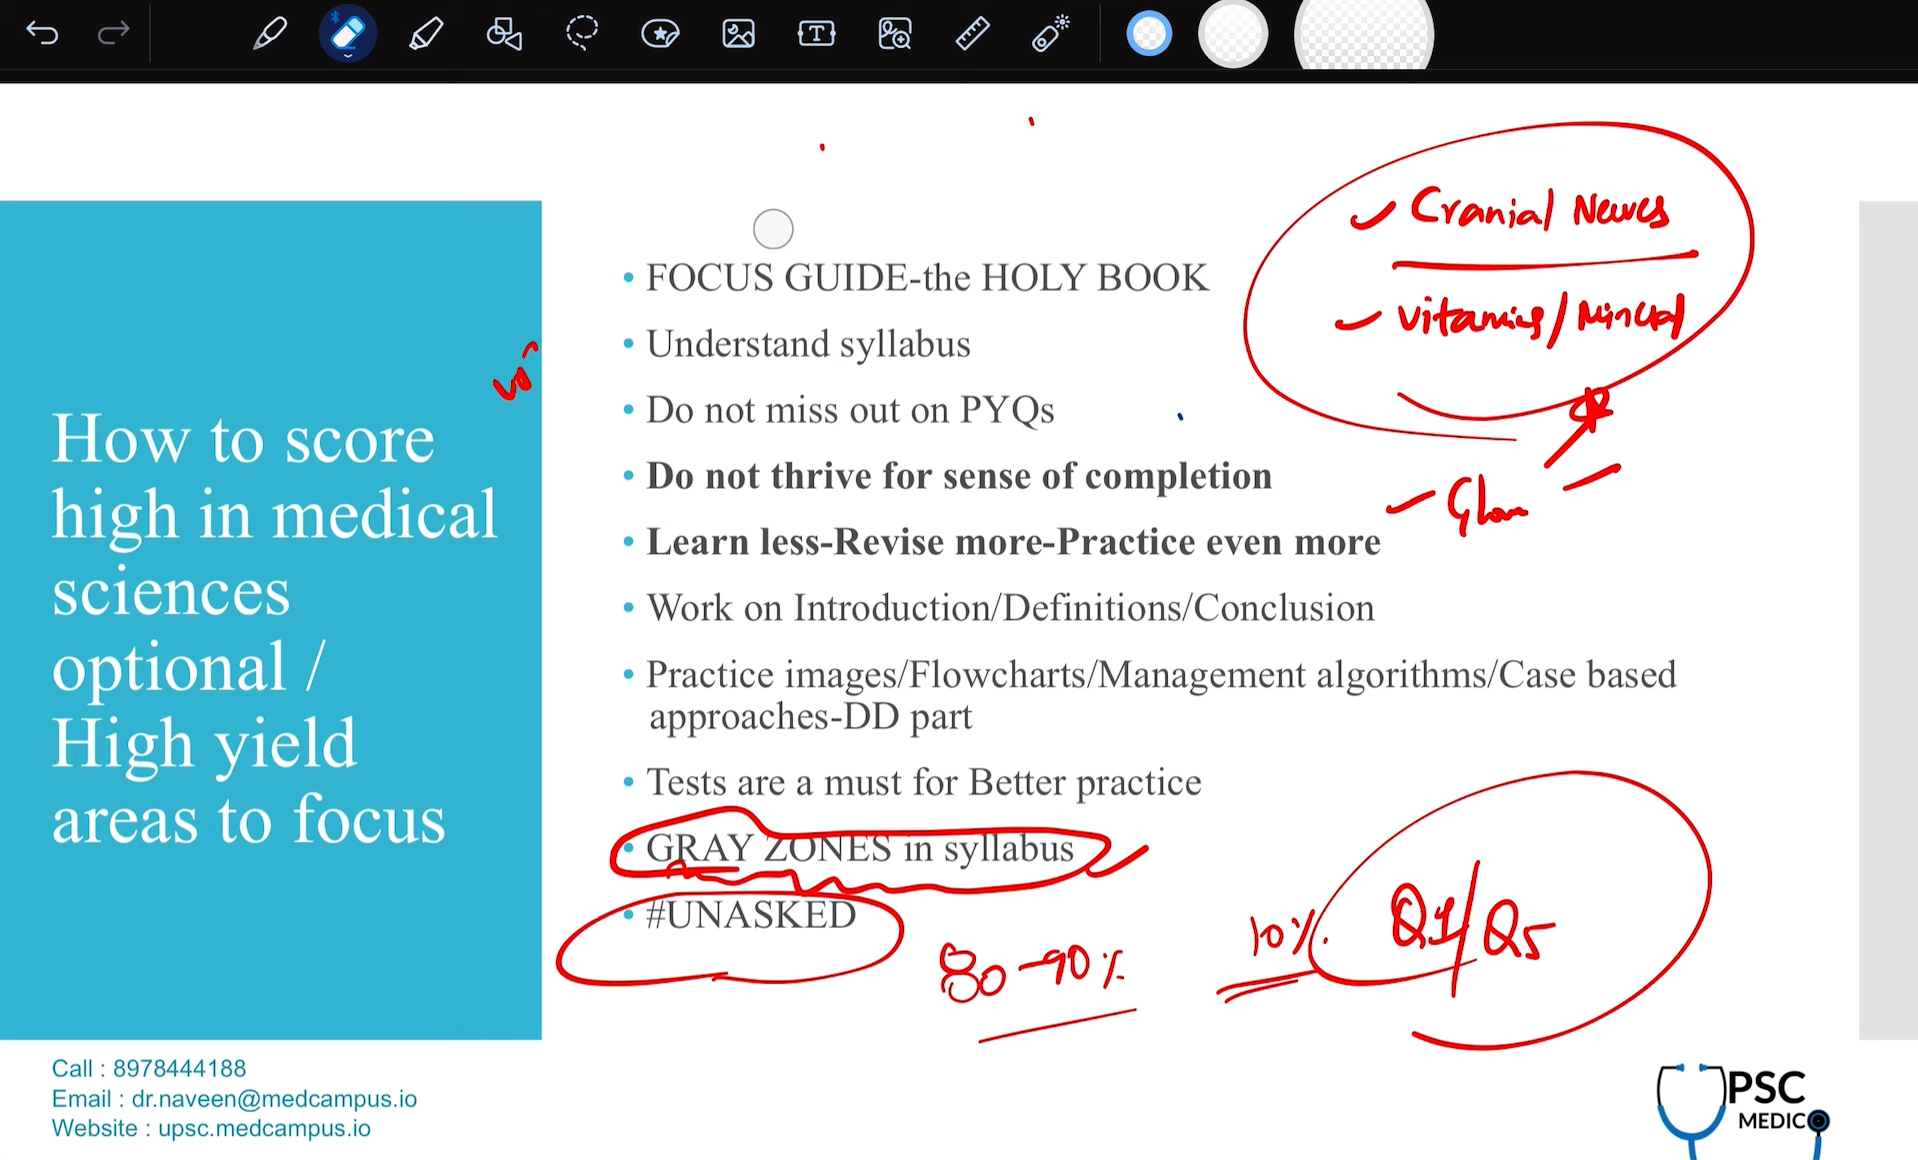 Cranial Nerves
Vitamins/Mineral
How to score
high in medical
sciences
optional /
High yield
areas to focus
• FOCUS GUIDE-the HOLY BOOK
• Understand syllabus
• Do not miss out on PYQs
• Do not thrive for sense of completion
• Learn less-Revise more-Practice even more
• Work on Introduction/Definitions/Conclusion
• Practice images/Flowcharts/Management algorithms/Case based
approaches-DD part
• Tests are a must for Better practice
• GRAY ZONES in syllabus
• #UNASKED
80-90%
10%.
Q1/Q5
Call : 8978444188
Email : dr.naveen@medcampus.io
Website : upsc.medcampus.io
UPSC
MEDICO